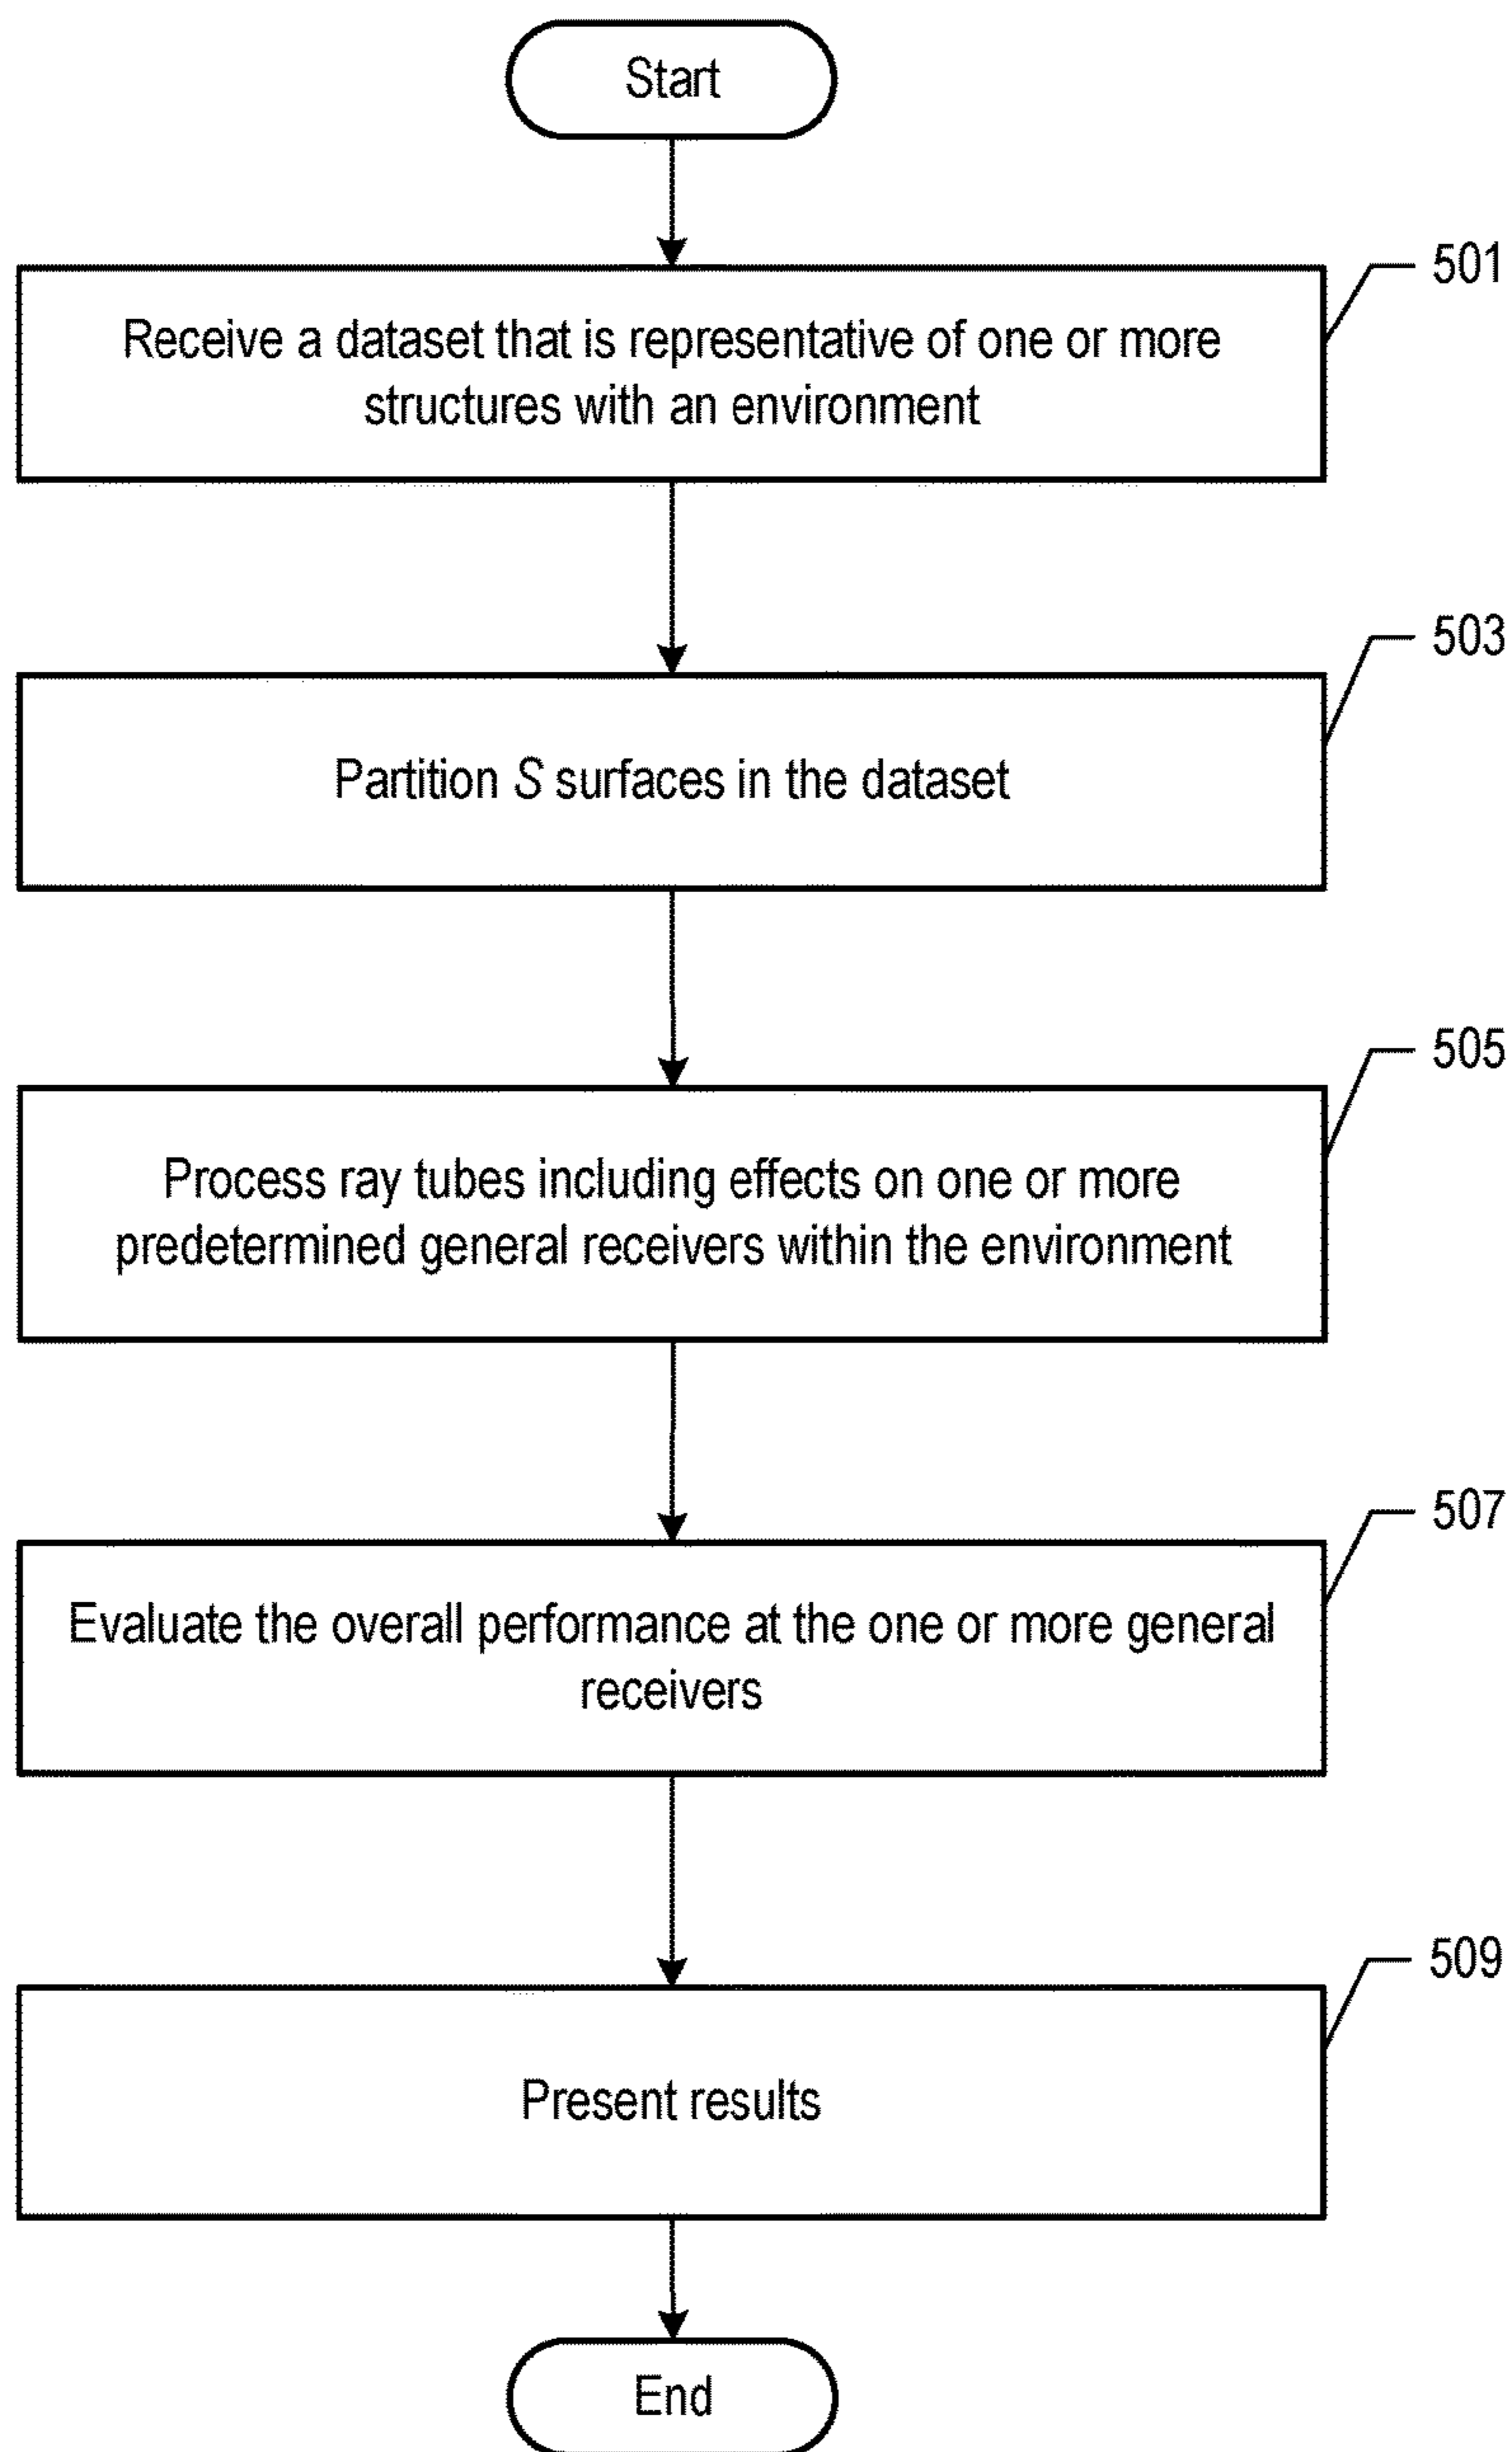 Start
501
Receive a dataset that is representative of one or more
structures with an environment
503
Partition S surfaces in the dataset
505
Process ray tubes including effects on one or more
predetermined general receivers within the environment
507
Evaluate the overall performance at the one or more general
receivers
509
Present results
End